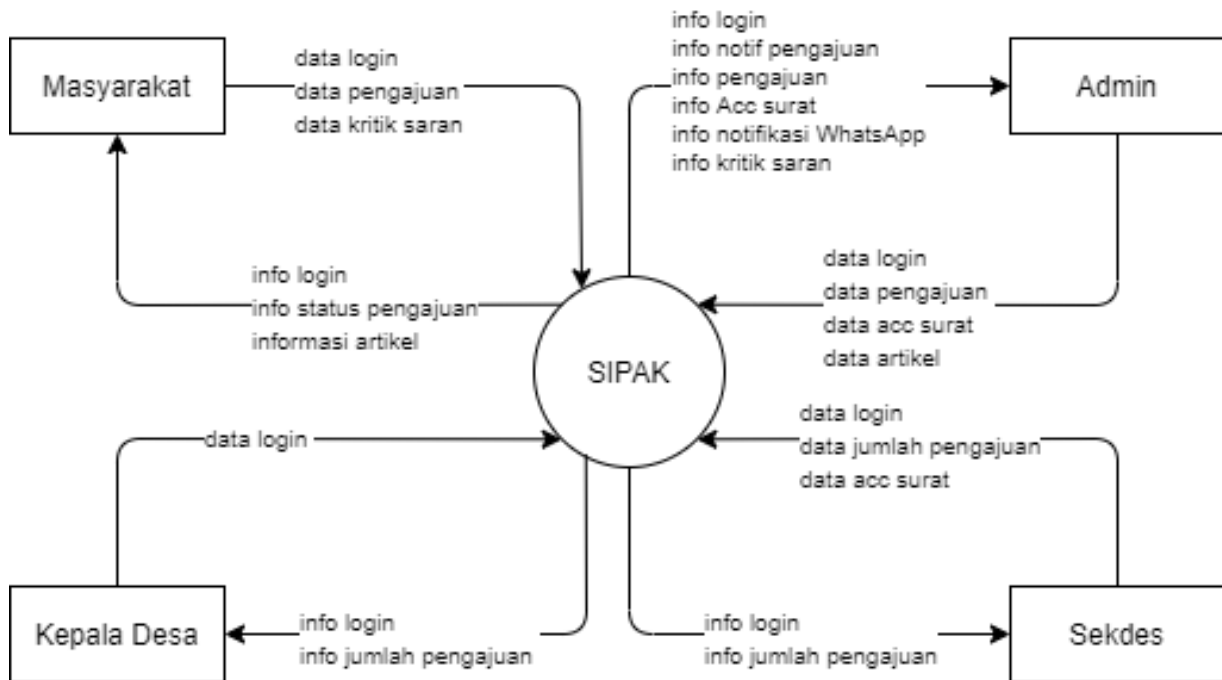 Masyarakat
data login
data pengajuan
data kritik saran
info login
info notif pengajuan
info pengajuan
info Acc surat
info notifikasi WhatsApp
info kritik saran
Admin
info login
info status pengajuan
informasi artikel
SIPAK
data login
data pengajuan
data acc surat
data artikel
data login
data login
data jumlah pengajuan
data acc surat
Kepala Desa
info login
info jumlah pengajuan
info login
info jumlah pengajuan
Sekdes